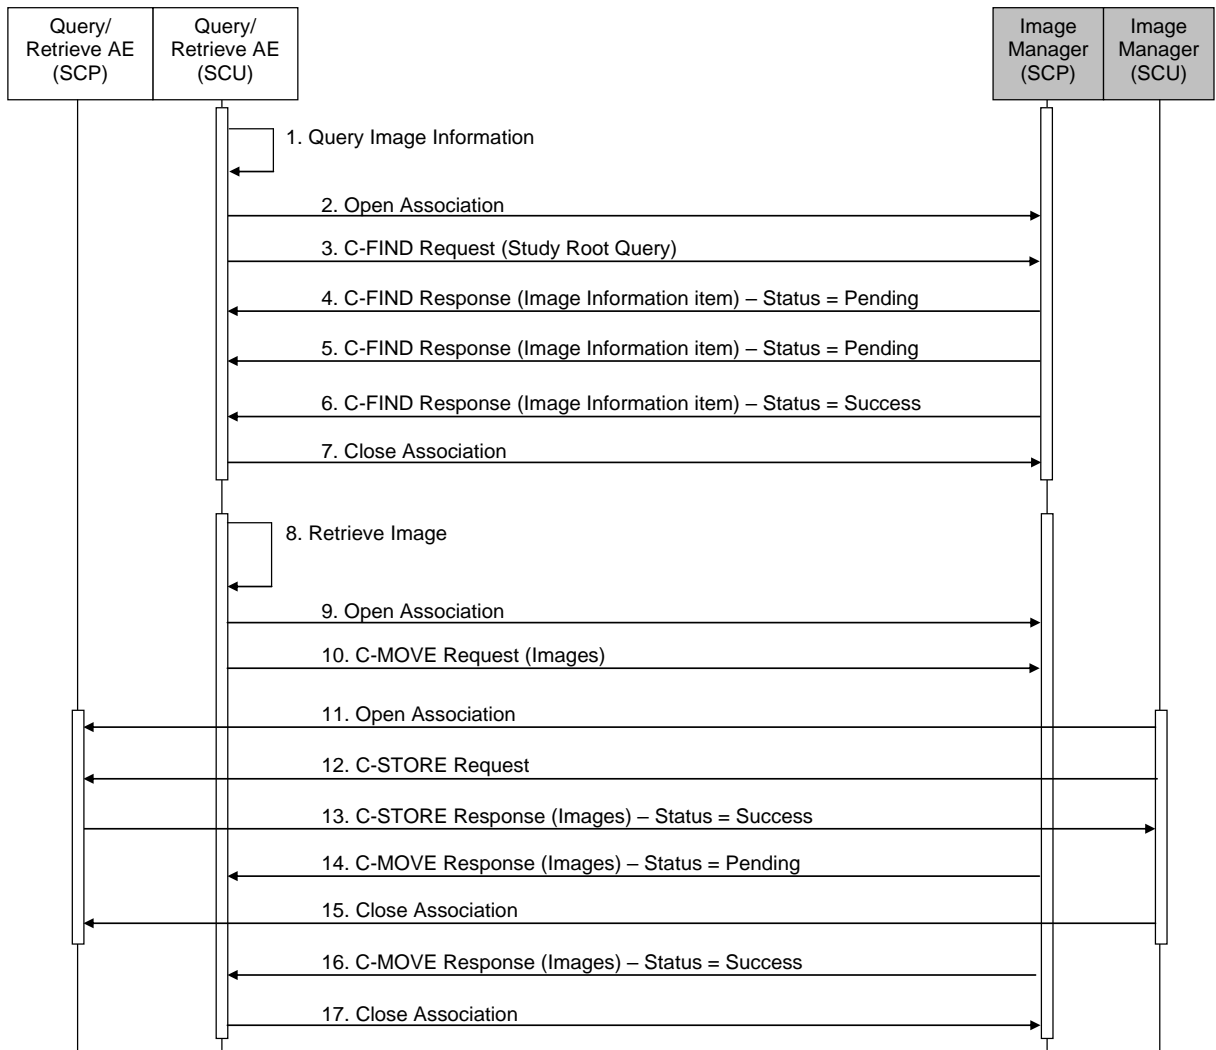 Query/
Retrieve AE
(SCP)
Query/
Retrieve AE
(SCU)
Image
Manager
(SCP)
Image
Manager
(SCU)
1. Query Image Information
2. Open Association
3. C-FIND Request (Study Root Query)
4. C-FIND Response (Image Information item) – Status = Pending
5. C-FIND Response (Image Information item) – Status = Pending
6. C-FIND Response (Image Information item) – Status = Success
7. Close Association
8. Retrieve Image
9. Open Association
10. C-MOVE Request (Images)
11. Open Association
12. C-STORE Request
13. C-STORE Response (Images) – Status = Success
14. C-MOVE Response (Images) – Status = Pending
15. Close Association
16. C-MOVE Response (Images) – Status = Success
17. Close Association